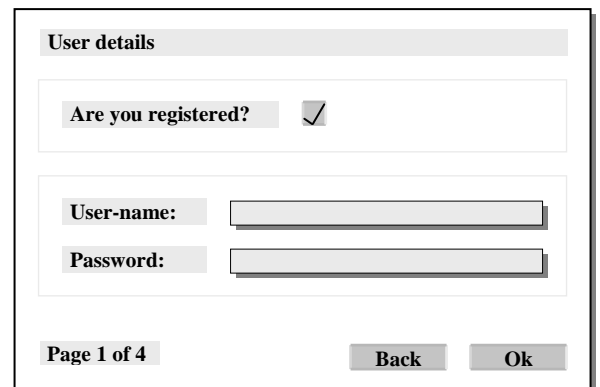 User details
Are you registered?
User-name:
Password:
Page 1 of 4 Back Ok